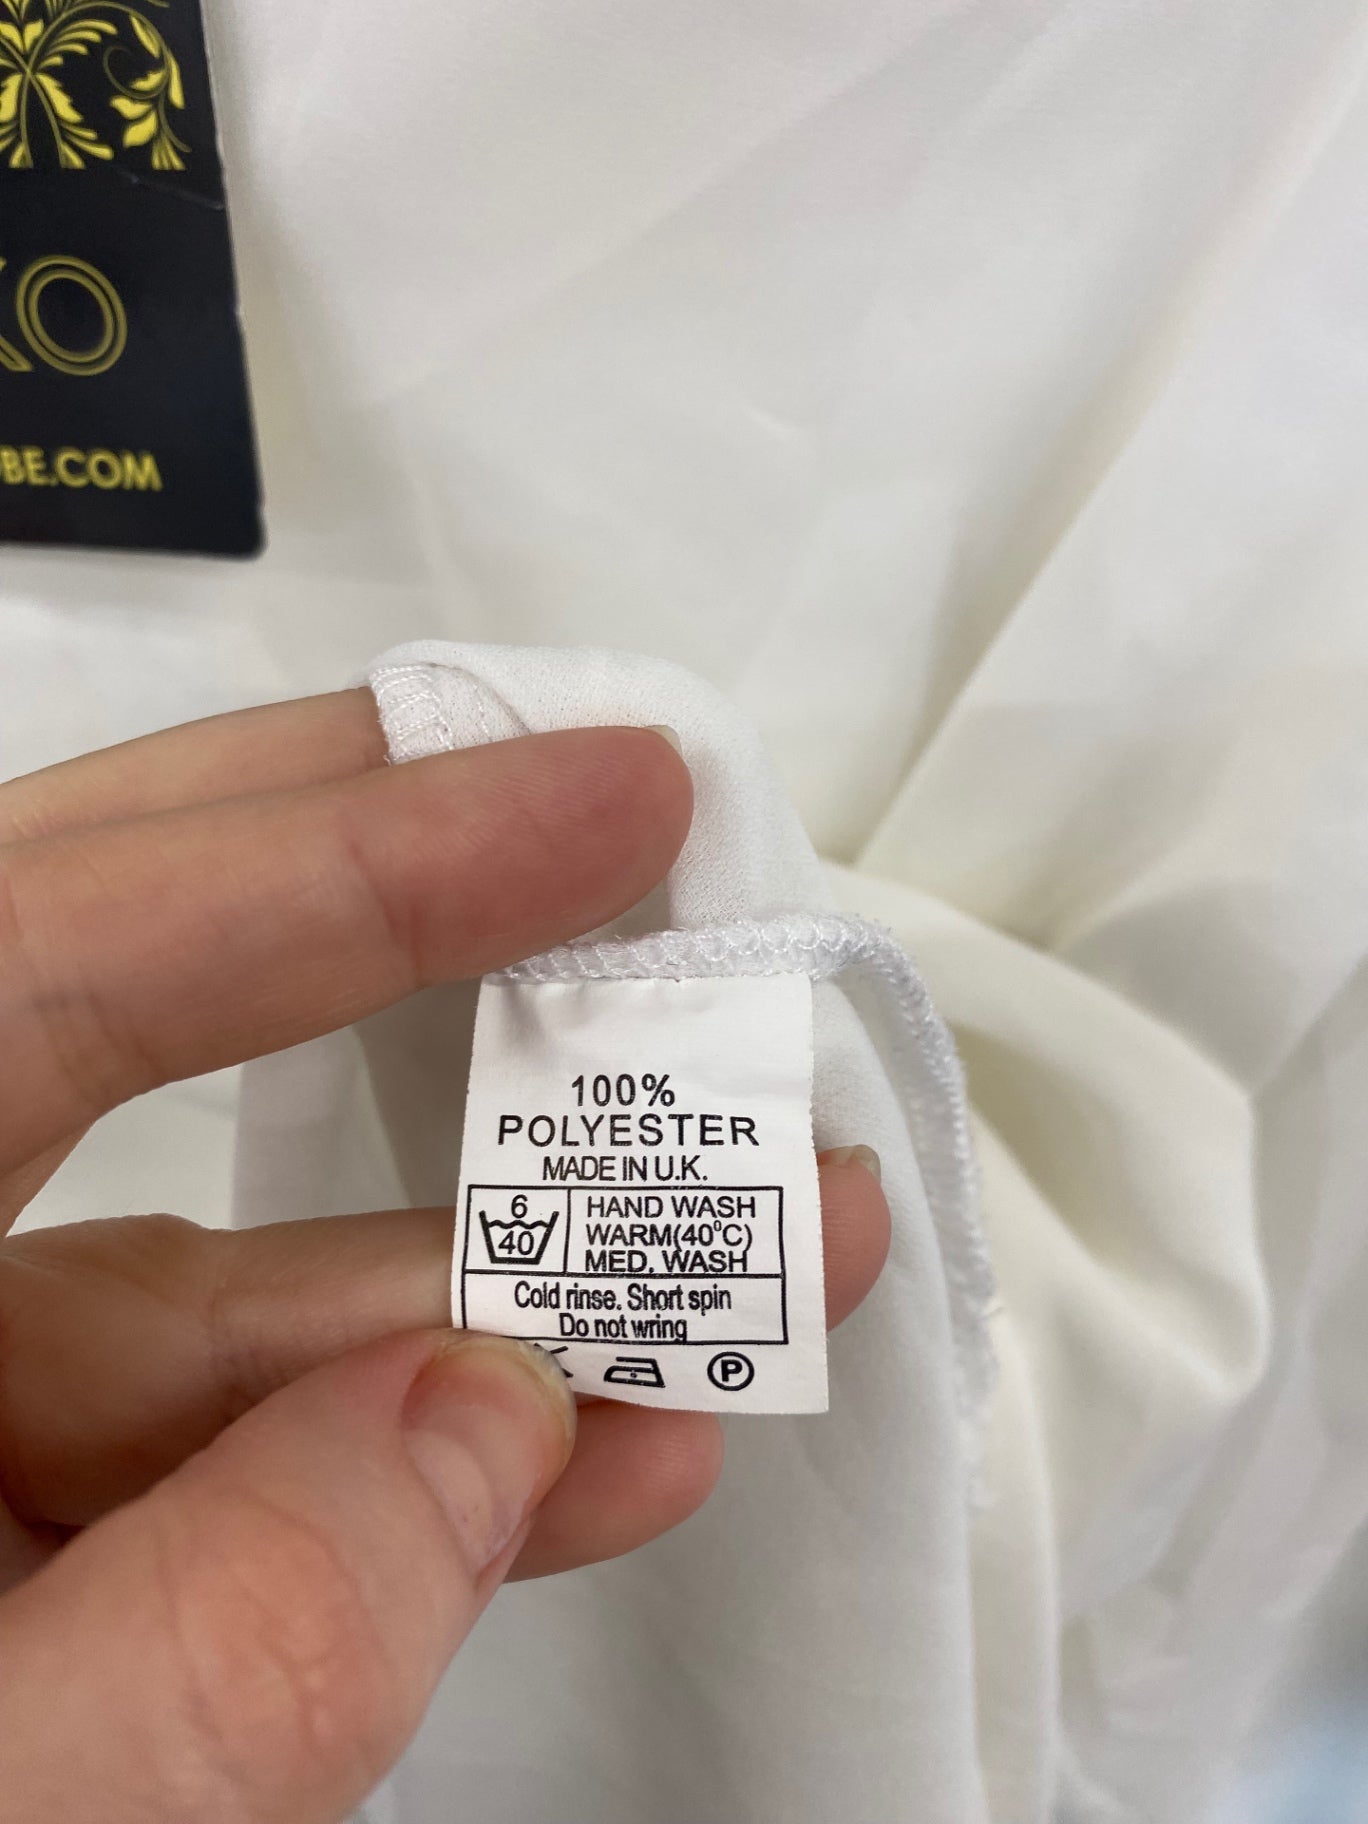 XO
BE.COM
100%
POLYESTER
MADE IN U.K.
6
40
HAND WASH
WARM(40°C)
MED. WASH
Cold rinse. Short spin
Do not wring
P